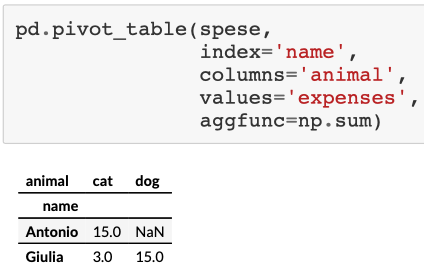 pd.pivot_table(spese,
index='name',
columns='animal',
values='expenses',
aggfunc=np.sum)
animal cat dog
name
Antonio 15.0 NaN
Giulia 3.0 15.0